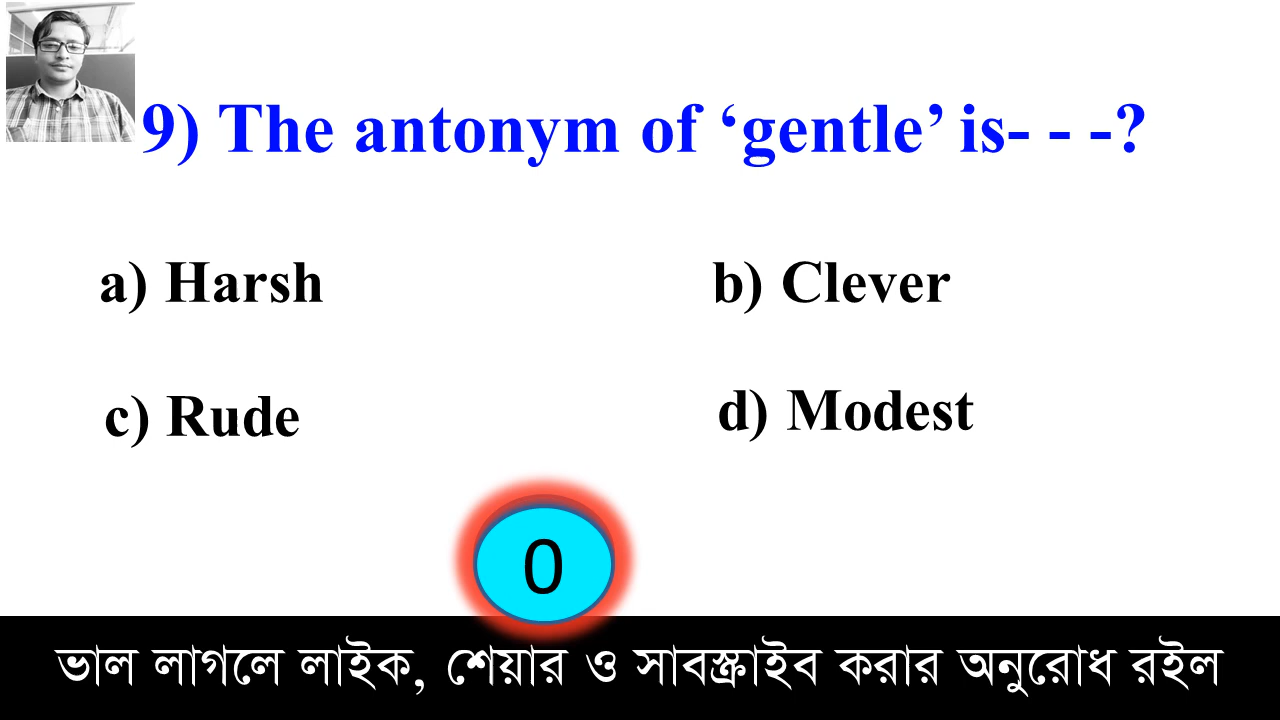 9) The antonym of ‘gentle’ is- - -?
a) Harsh
b) Clever
c) Rude
d) Modest
0
ভাল লাগলে লাইক, শেয়ার ও সাবস্ক্রাইব করার অনুরোধ রইল